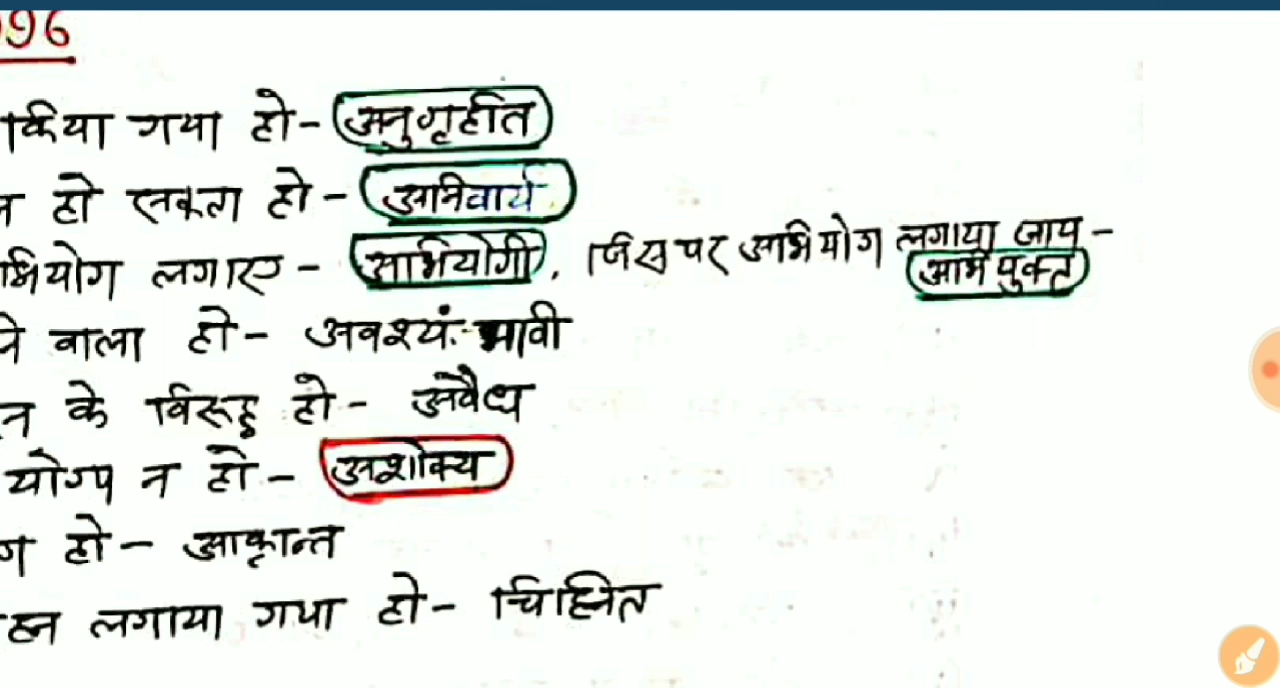 96
किया गया हो - अनुगृहीत
न हो सकता हो - अनिवार्य
भियोग लगाए - अभियोगी, जिस पर अभियोग लगाया जाय -
अभियुक्त
ने वाला हो - अवश्यंभावी
न के विरूद्ध हो - अवैध
योग्य न हो - अशोक्य
ग हो - आक्रान्त
ह्न लगाया गया हो - चिह्नित